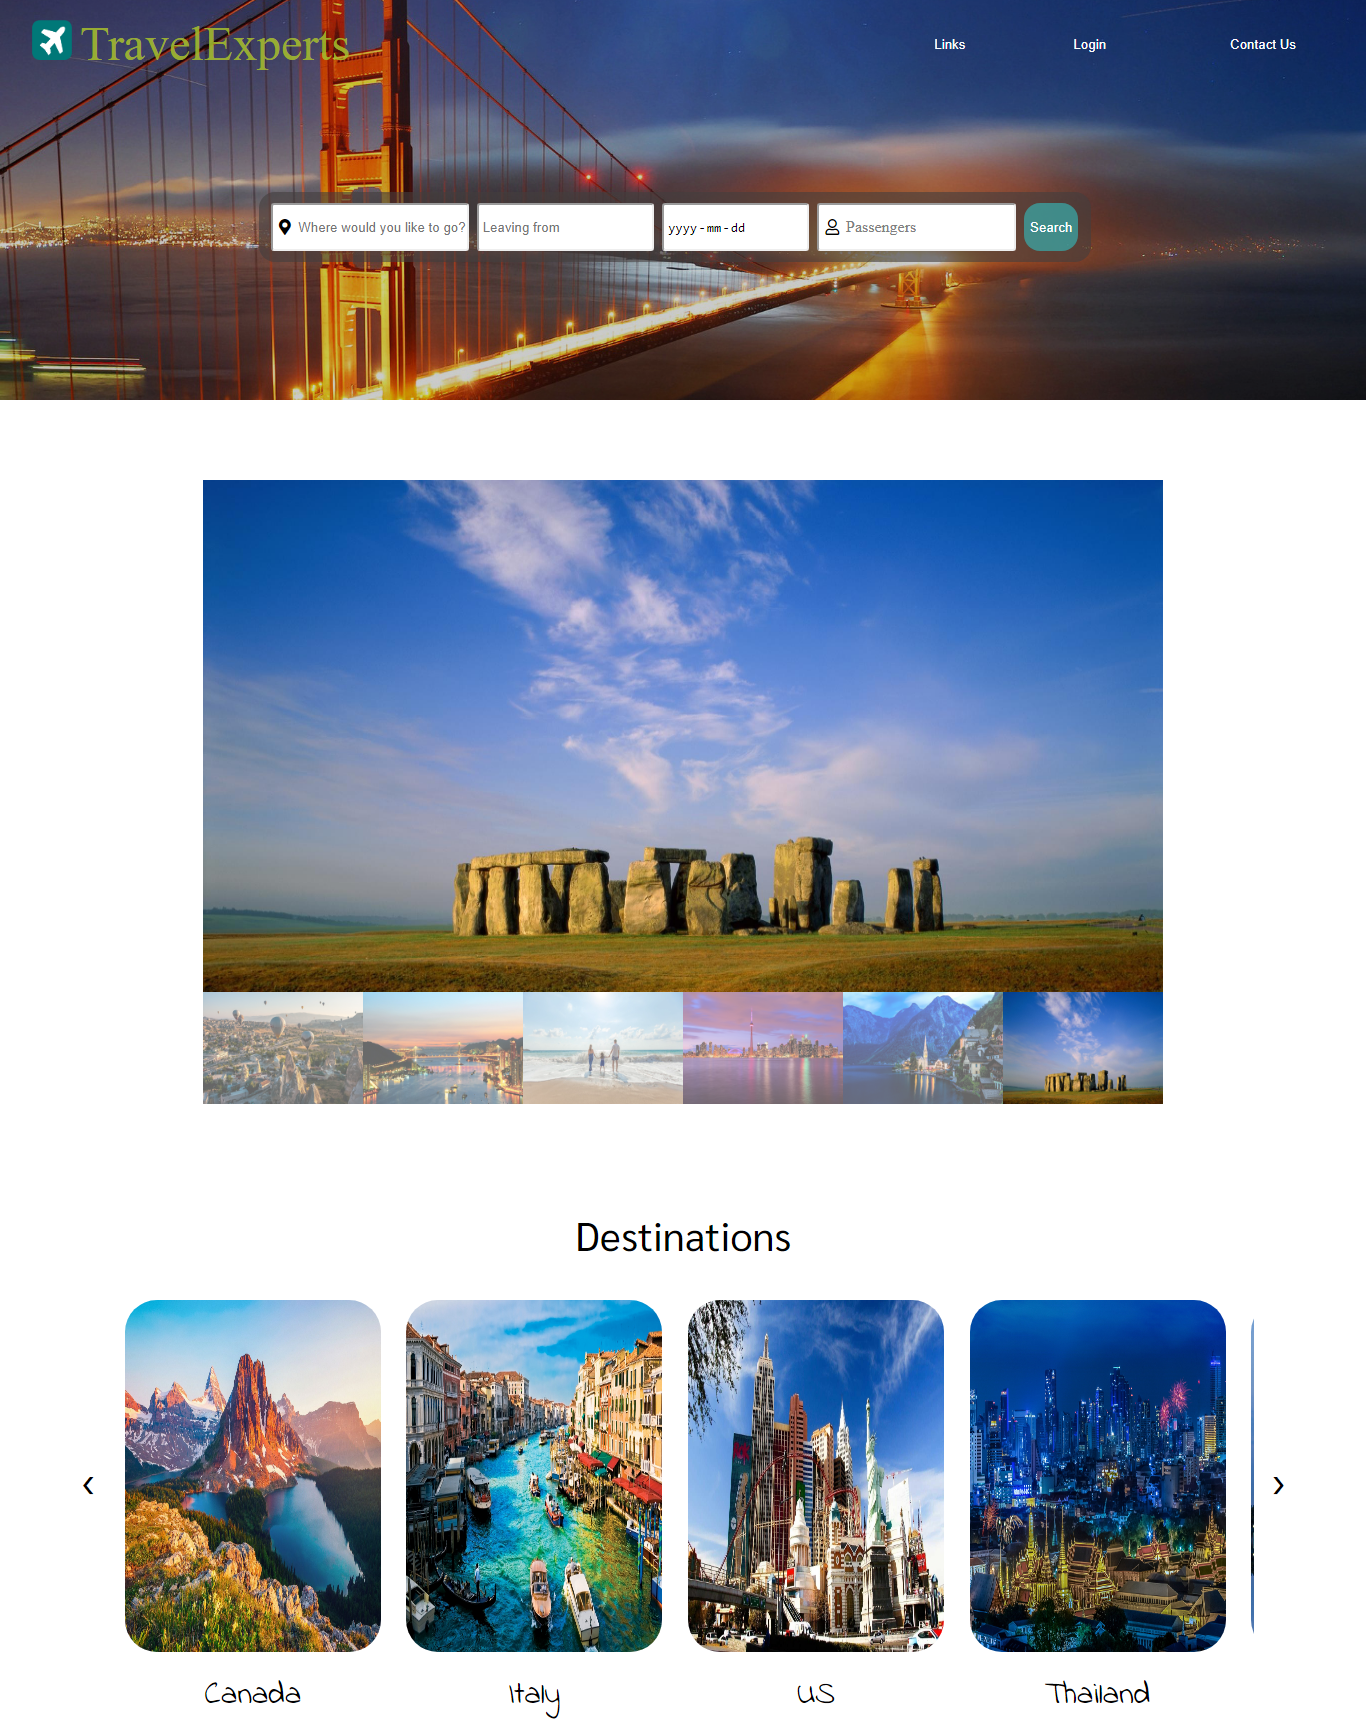 TravelExperts
Links
Login
Contact Us
Where would you like to go?
Leaving from
yyyy-mm-dd
Passengers
Search
Destinations
‹
›
Canada
Italy
US
Thailand